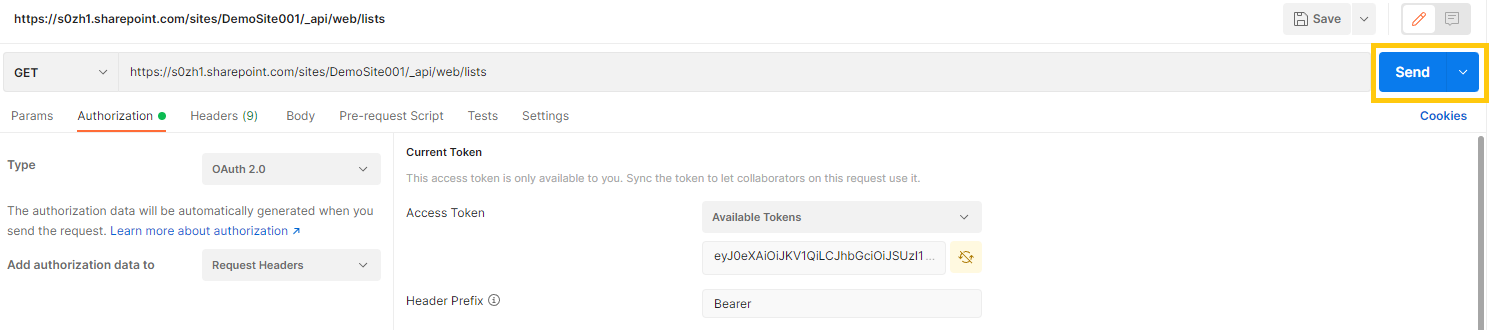 https://s0zh1.sharepoint.com/sites/DemoSite001/_api/web/lists
Save
GET
https://s0zh1.sharepoint.com/sites/DemoSite001/_api/web/lists
Send
Params Authorization Headers (9) Body Pre-request Script Tests Settings Cookies
Type
OAuth 2.0
The authorization data will be automatically generated when you
send the request. Learn more about authorization ↗
Add authorization data to
Request Headers
Current Token
This access token is only available to you. Sync the token to let collaborators on this request use it.
Access Token
Available Tokens
eyJ0eXAiOiJKV1QiLCJhbGciOiJSUzI1 ...
Header Prefix
Bearer